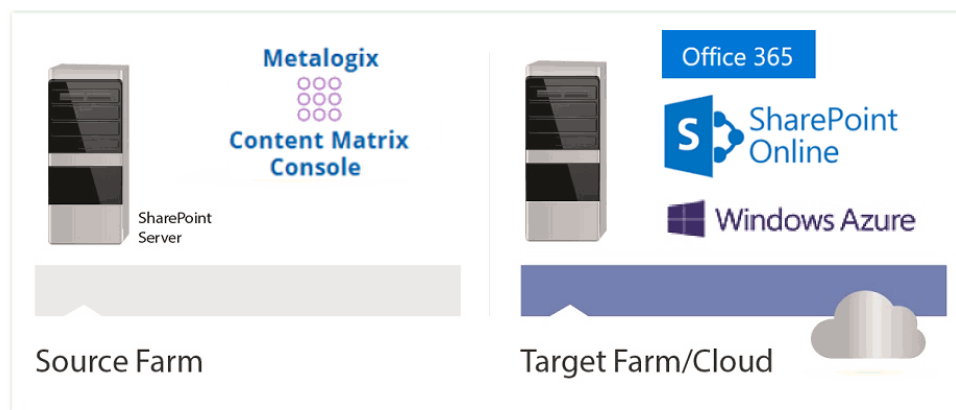 Metalogix
Content Matrix
Console
SharePoint
Server
Source Farm
Office 365
S
SharePoint
Online
Windows Azure
Target Farm/Cloud